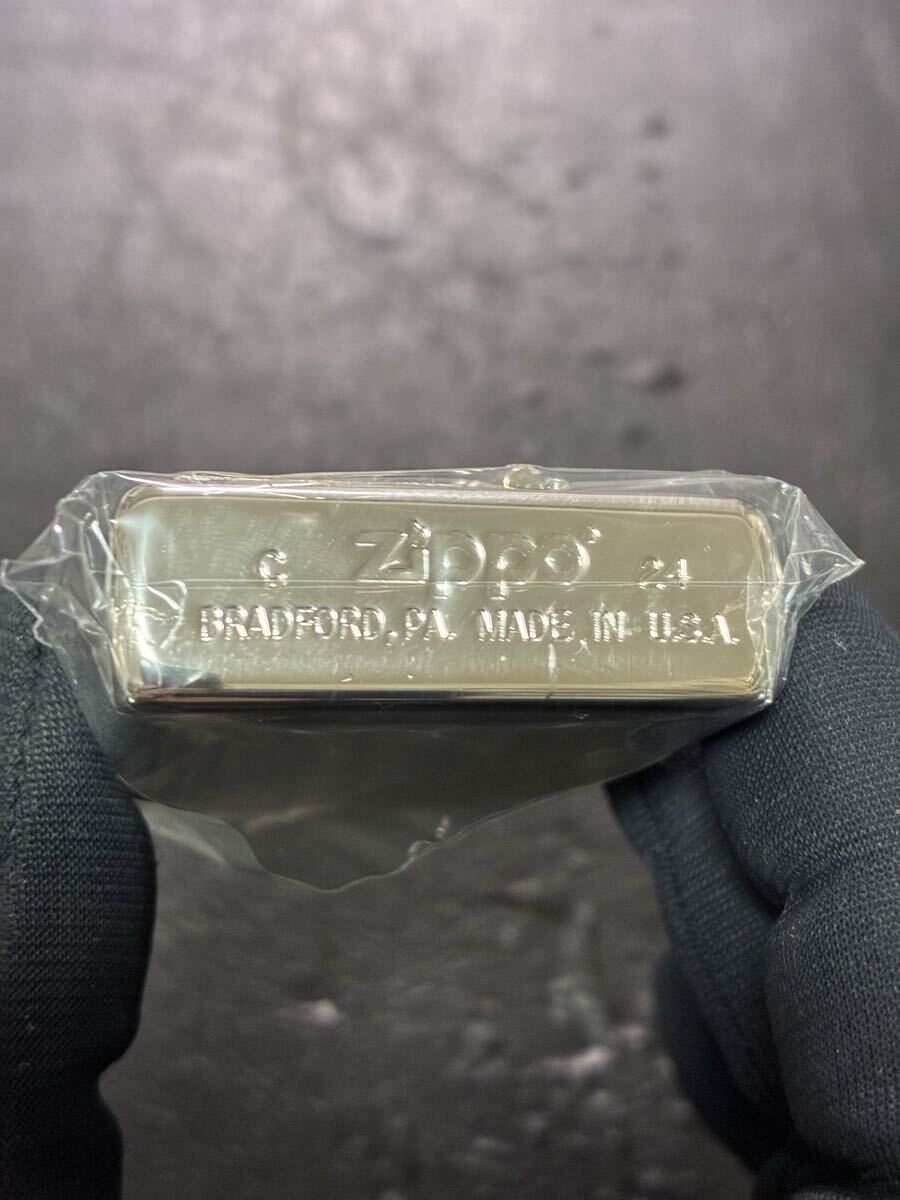 C Zippo 24
BRADFORD, PA. MADE IN U.S.A.